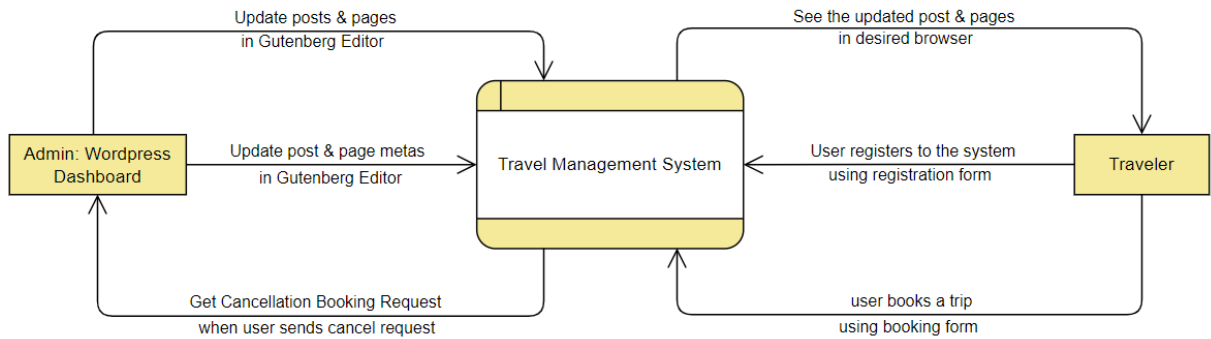 Update posts & pages
in Gutenberg Editor
See the updated post & pages
in desired browser
Admin: Wordpress
Dashboard
Update post & page metas
in Gutenberg Editor
Travel Management System
User registers to the system
using registration form
Traveler
Get Cancellation Booking Request
when user sends cancel request
user books a trip
using booking form